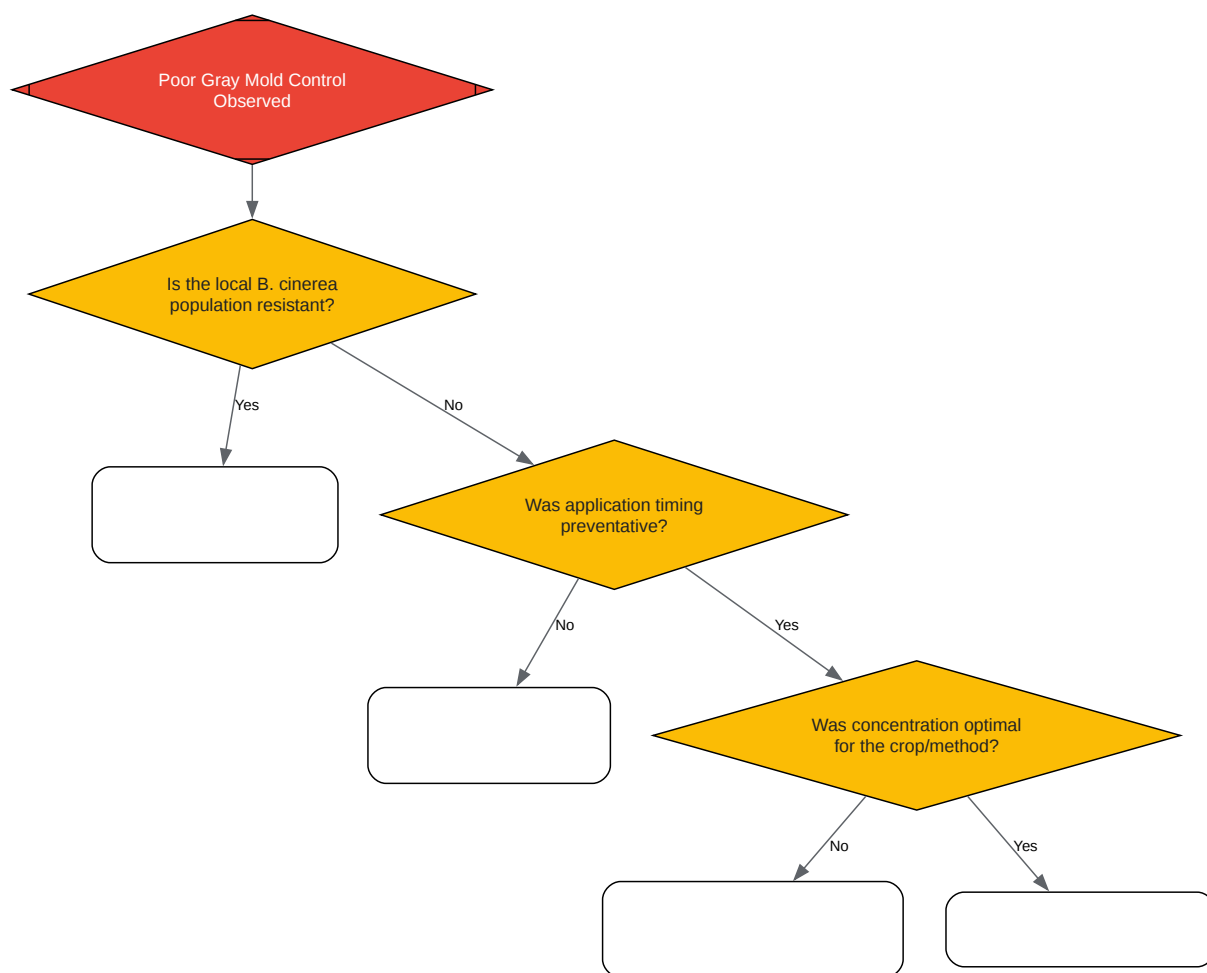 Poor Gray Mold Control
Observed
Is the local B. cinerea
population resistant?
Yes
No
Was application timing
preventative?
No
Yes
Was concentration optimal
for the crop/method?
No
Yes